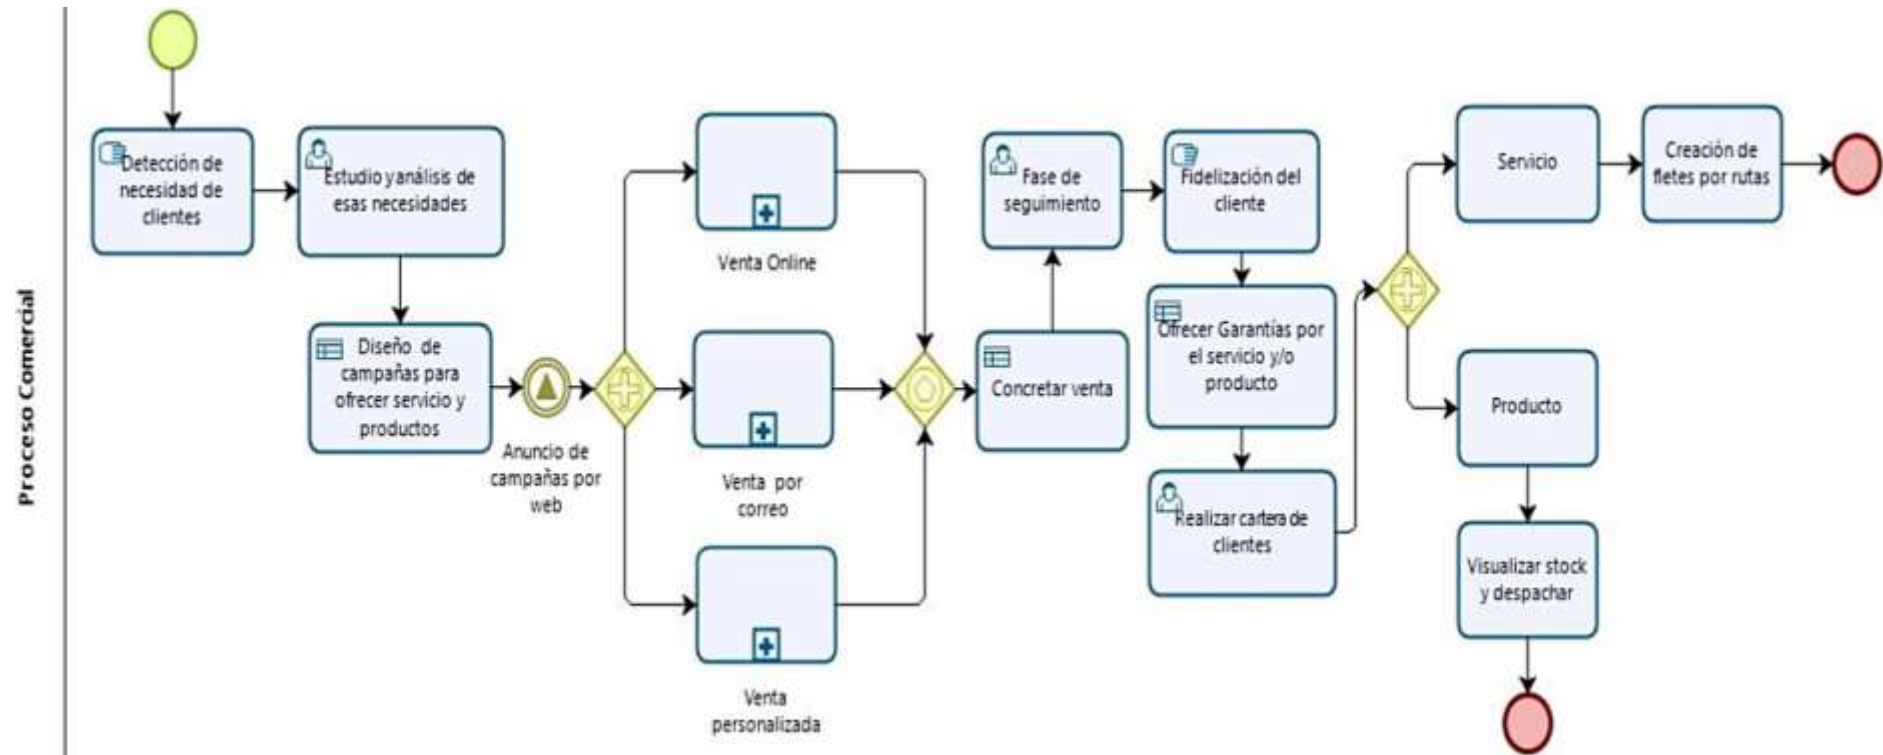 Proceso Comercial
Detección de
necesidad de
clientes
Estudio y análisis de
esas necesidades
Diseño de
campañas para
ofrecer servicio y
productos
Anuncio de
campañas por
web
Venta Online
Venta por
correo
Venta
personalizada
Concretar venta
Fase de
seguimiento
Fidelización del
cliente
Ofrecer Garantías por
el servicio y/o
producto
Realizar cartera de
clientes
Servicio
Creación de
fletes por rutas
Producto
Visualizar stock
y despachar